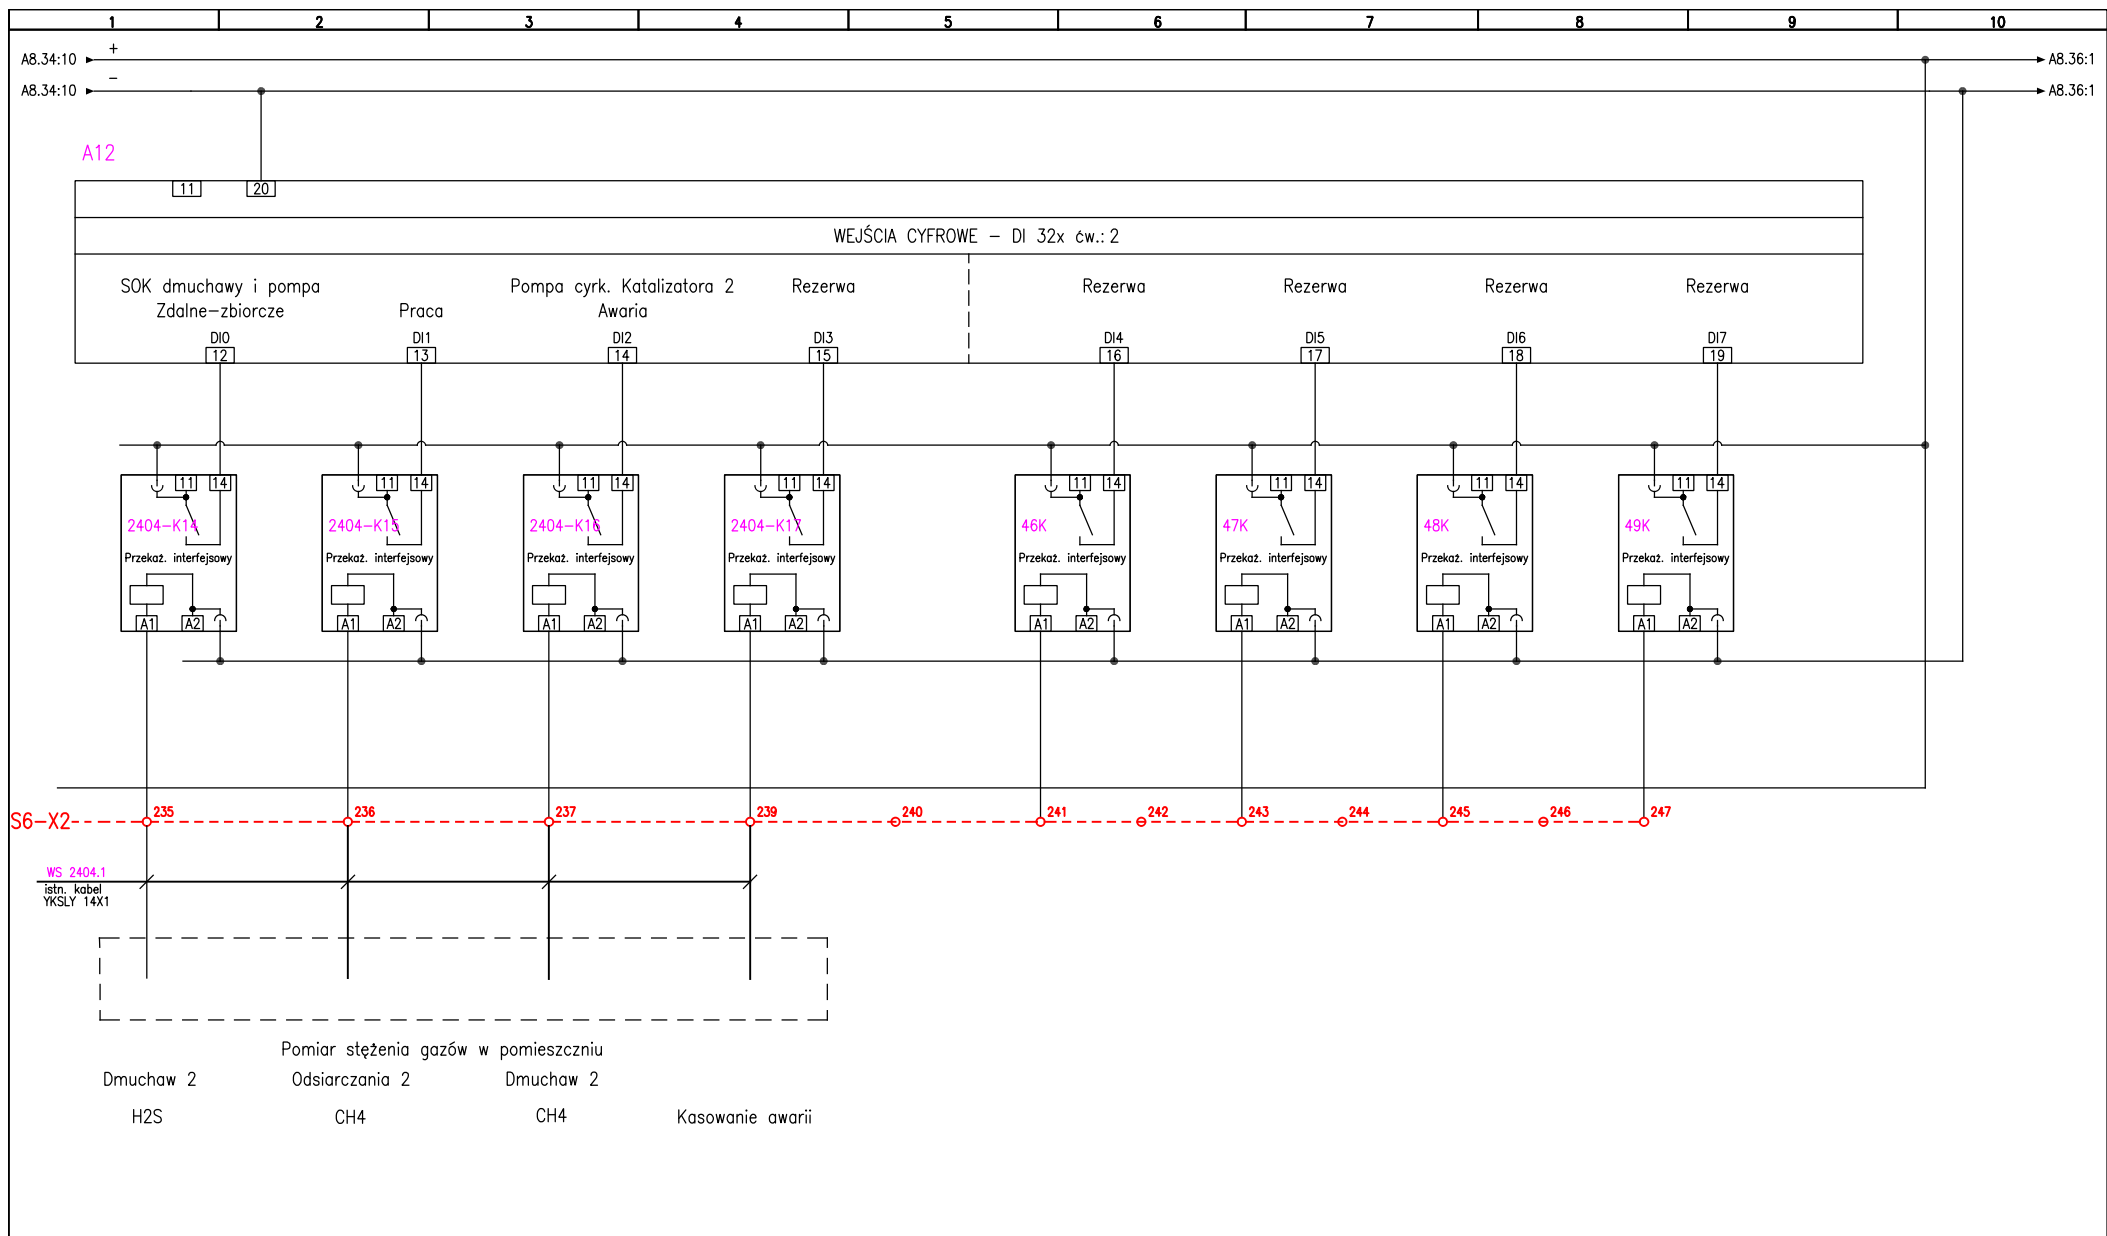 1 2 3 4 5 6 7 8 9 10
A8.34:10 + A8.36:1
A8.34:10 − A8.36:1
A12
11 20
WEJŚCIA CYFROWE − DI 32x ćw.: 2
SOK dmuchawy i pompa Pompa cyrk. Katalizatora 2 Rezerwa Rezerwa Rezerwa Rezerwa Rezerwa
Zdalne−zbiorcze Praca Awaria
DI0 DI1 DI2 DI3 DI4 DI5 DI6 DI7
12 13 14 15 16 17 18 19
11 14 11 14 11 14 11 14 11 14 11 14 11 14 11 14
2404−K14 2404−K15 2404−K16 2404−K17 46K 47K 48K 49K
Przekaź. interfejsowy Przekaź. interfejsowy Przekaź. interfejsowy Przekaź. interfejsowy Przekaź. interfejsowy Przekaź. interfejsowy Przekaź. interfejsowy Przekaź. interfejsowy
A1 A2 A1 A2 A1 A2 A1 A2 A1 A2 A1 A2 A1 A2 A1 A2
S6−X2 235 236 237 239 240 241 242 243 244 245 246 247
WS 2404.1
istn. kabel
YKSLY 14X1
Pomiar stężenia gazów w pomieszczniu
Dmuchaw 2 Odsiarczania 2 Dmuchaw 2
H2S CH4 CH4 Kasowanie awarii